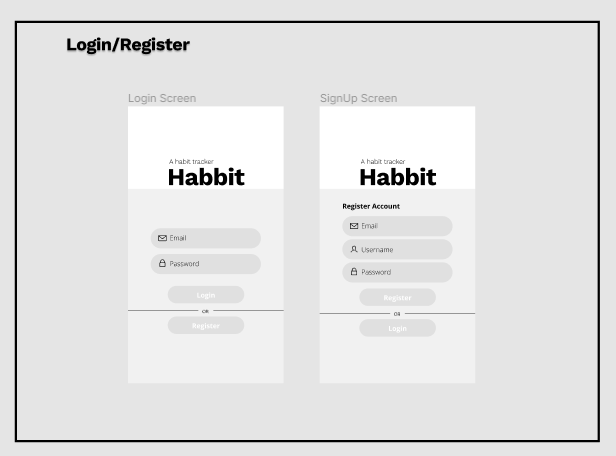 Login/Register
Login Screen
A habit tracker
Habbit
Email
Password
Login
OR
Register
SignUp Screen
A habit tracker
Habbit
Register Account
Email
Username
Password
Register
OR
Login